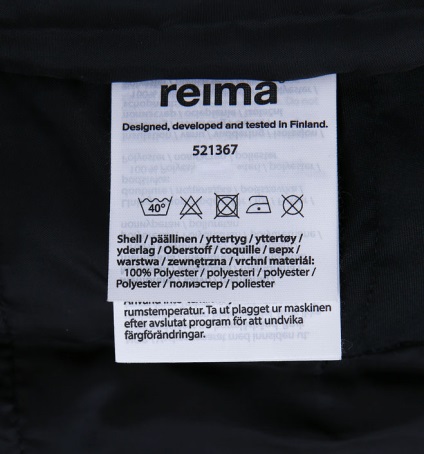 reima
Designed, developed and tested in Finland.
521367
40°
Shell / päällinen / yttertyg / yttertøy /
yderlag / Oberstoff / coquille / верх /
warstwa / zewnętrzna / vrchní materiál:
100% Polyester / polyesteri / polyester /
Polyester / полиэстер / poliester
rumstemperatur. Ta ut plagget ur maskinen
efter avslutat program för att undvika
färgförändringar.